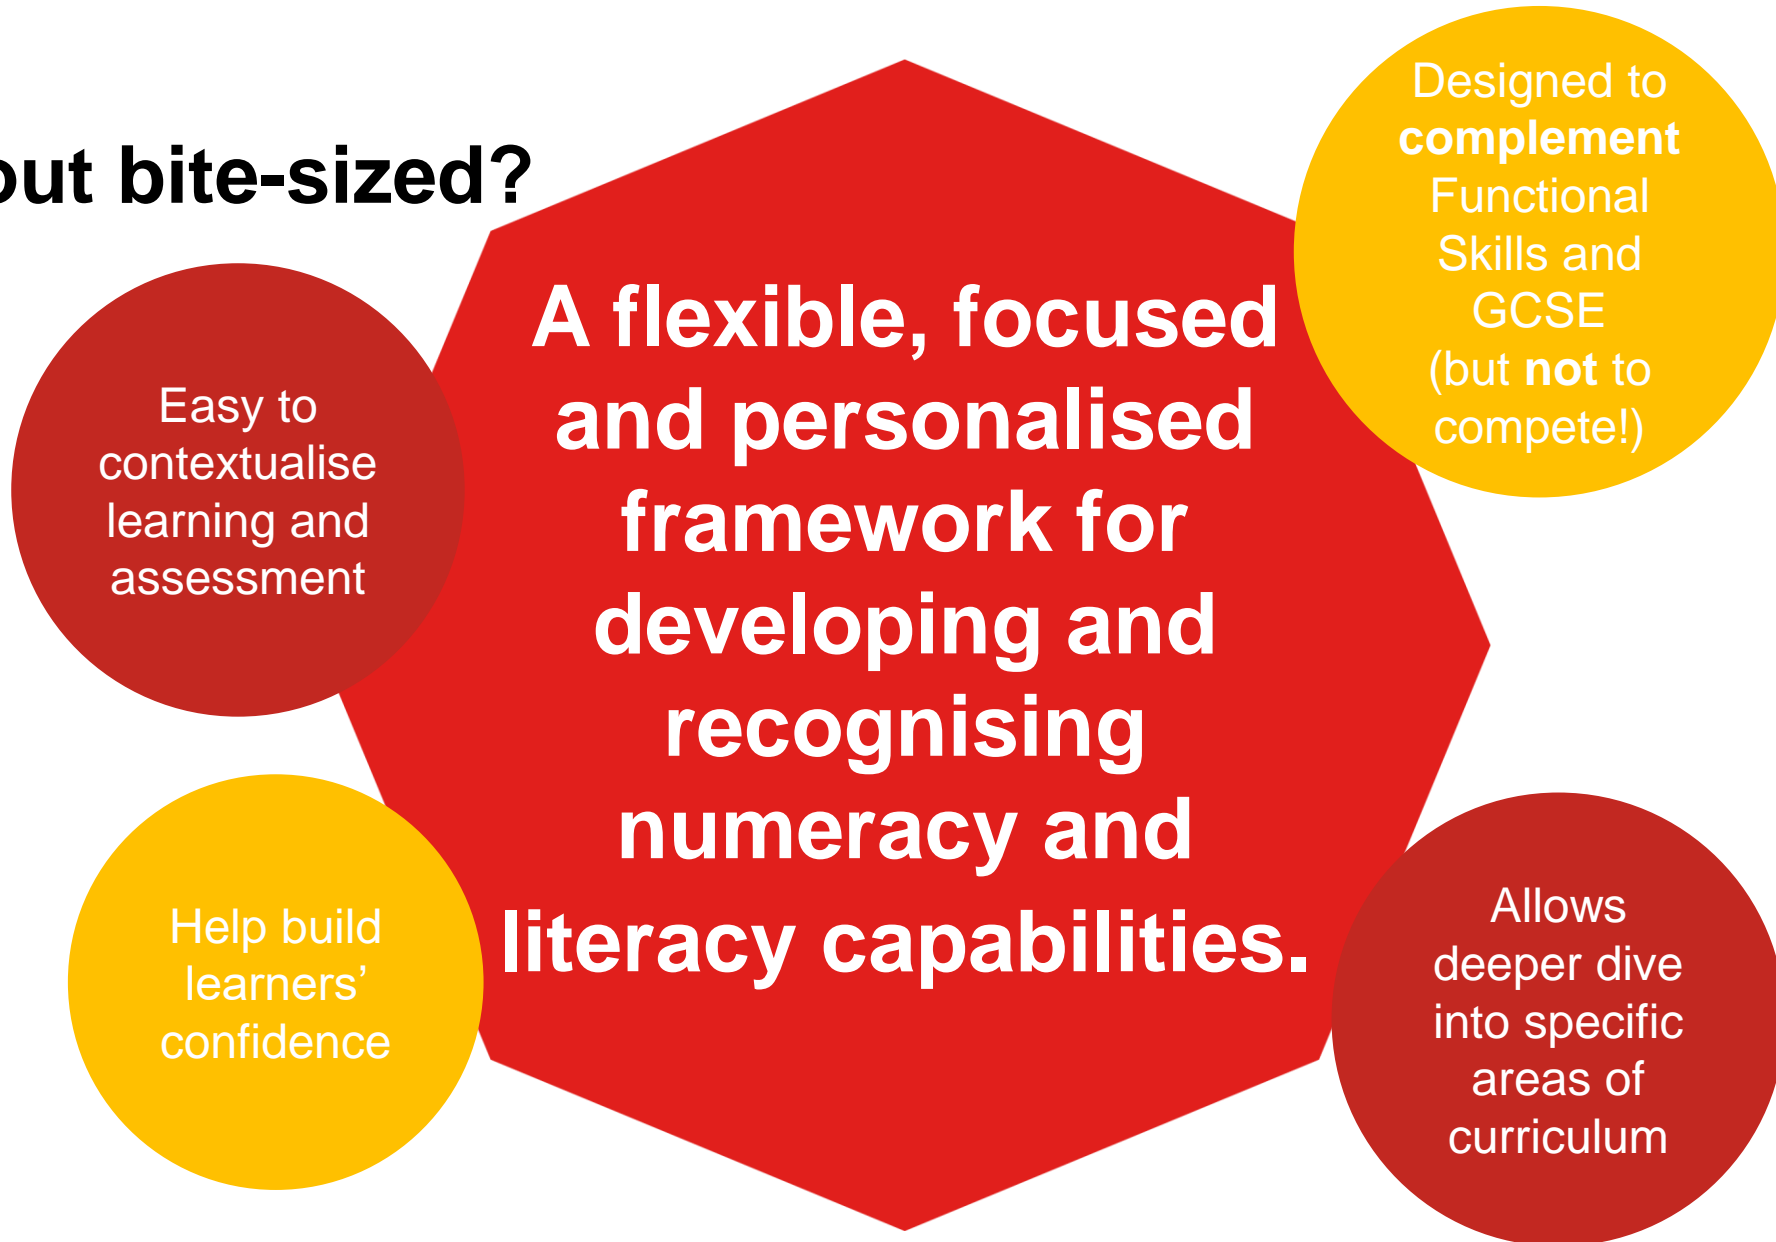 out bite-sized?
Easy to
contextualise
learning and
assessment
Help build
learners’
confidence
A flexible, focused
and personalised
framework for
developing and
recognising
numeracy and
literacy capabilities.
Designed to
complement
Functional
Skills and
GCSE
(but not to
compete!)
Allows
deeper dive
into specific
areas of
curriculum